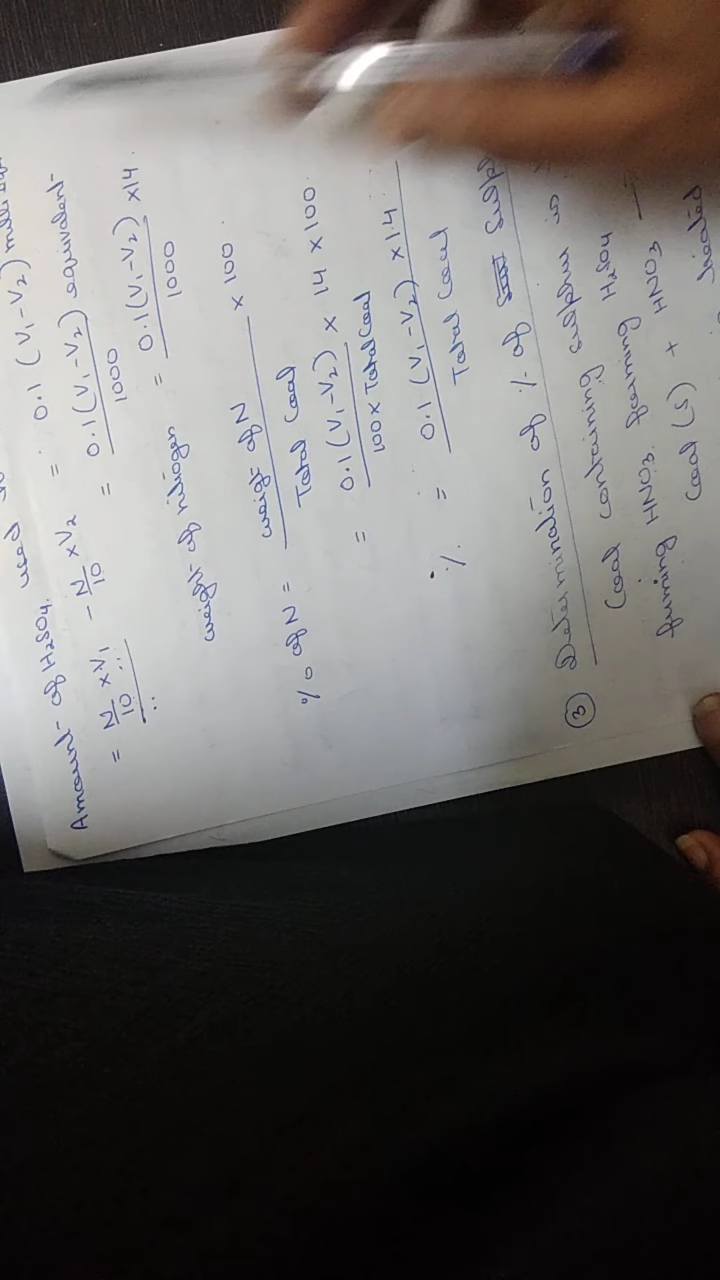 Amount of H₂SO₄ used
= N/10 × V₁ - N/10 × V₂ = 0.1 (V₁-V₂)
= 0.1(V₁-V₂)/1000 equivalent
weight of nitrogen = 0.1(V₁-V₂)/1000 × 14
% of N = weight of N/Total Coal × 100
= 0.1(V₁-V₂)/100 × Total Coal × 14 × 100
% = 0.1(V₁-V₂) × 1.4/Total Coal
③ Determination of % of
Coal containing sulphur is
fuming HNO₃ forming H₂SO₄
Coal (S) + HNO₃ —
heated